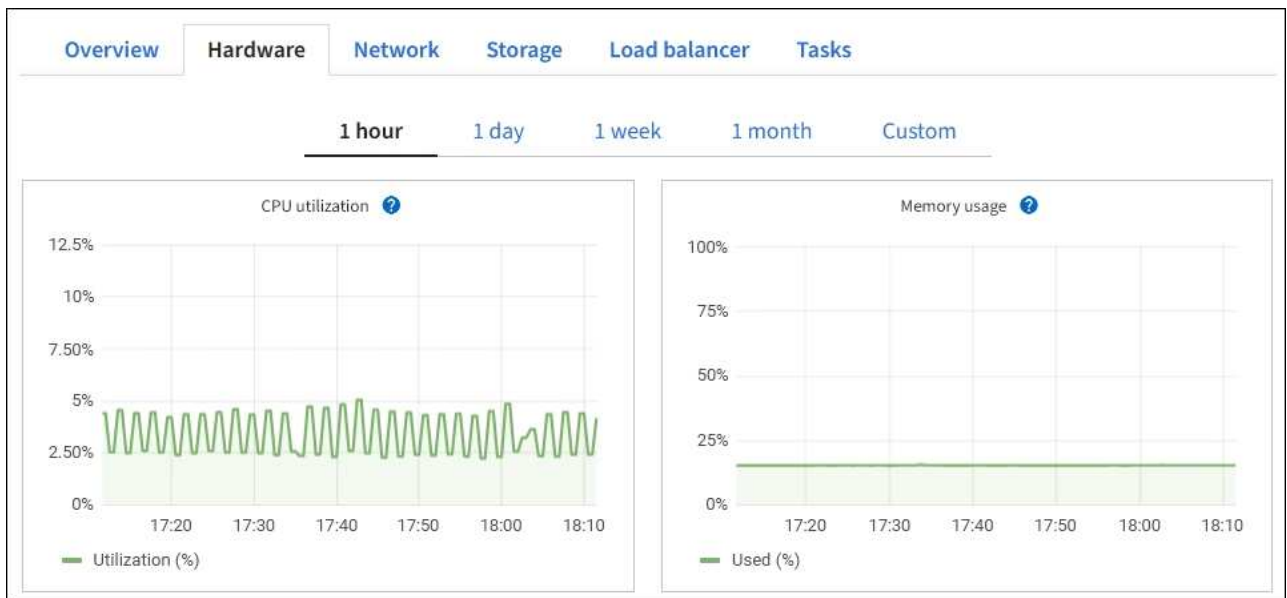 Overview Hardware Network Storage Load balancer Tasks
1 hour 1 day 1 week 1 month Custom
CPU utilization ?
12.5%
10%
7.50%
5%
2.50%
0%
17:20 17:30 17:40 17:50 18:00 18:10
Utilization (%)
Memory usage ?
100%
75%
50%
25%
0%
17:20 17:30 17:40 17:50 18:00 18:10
Used (%)